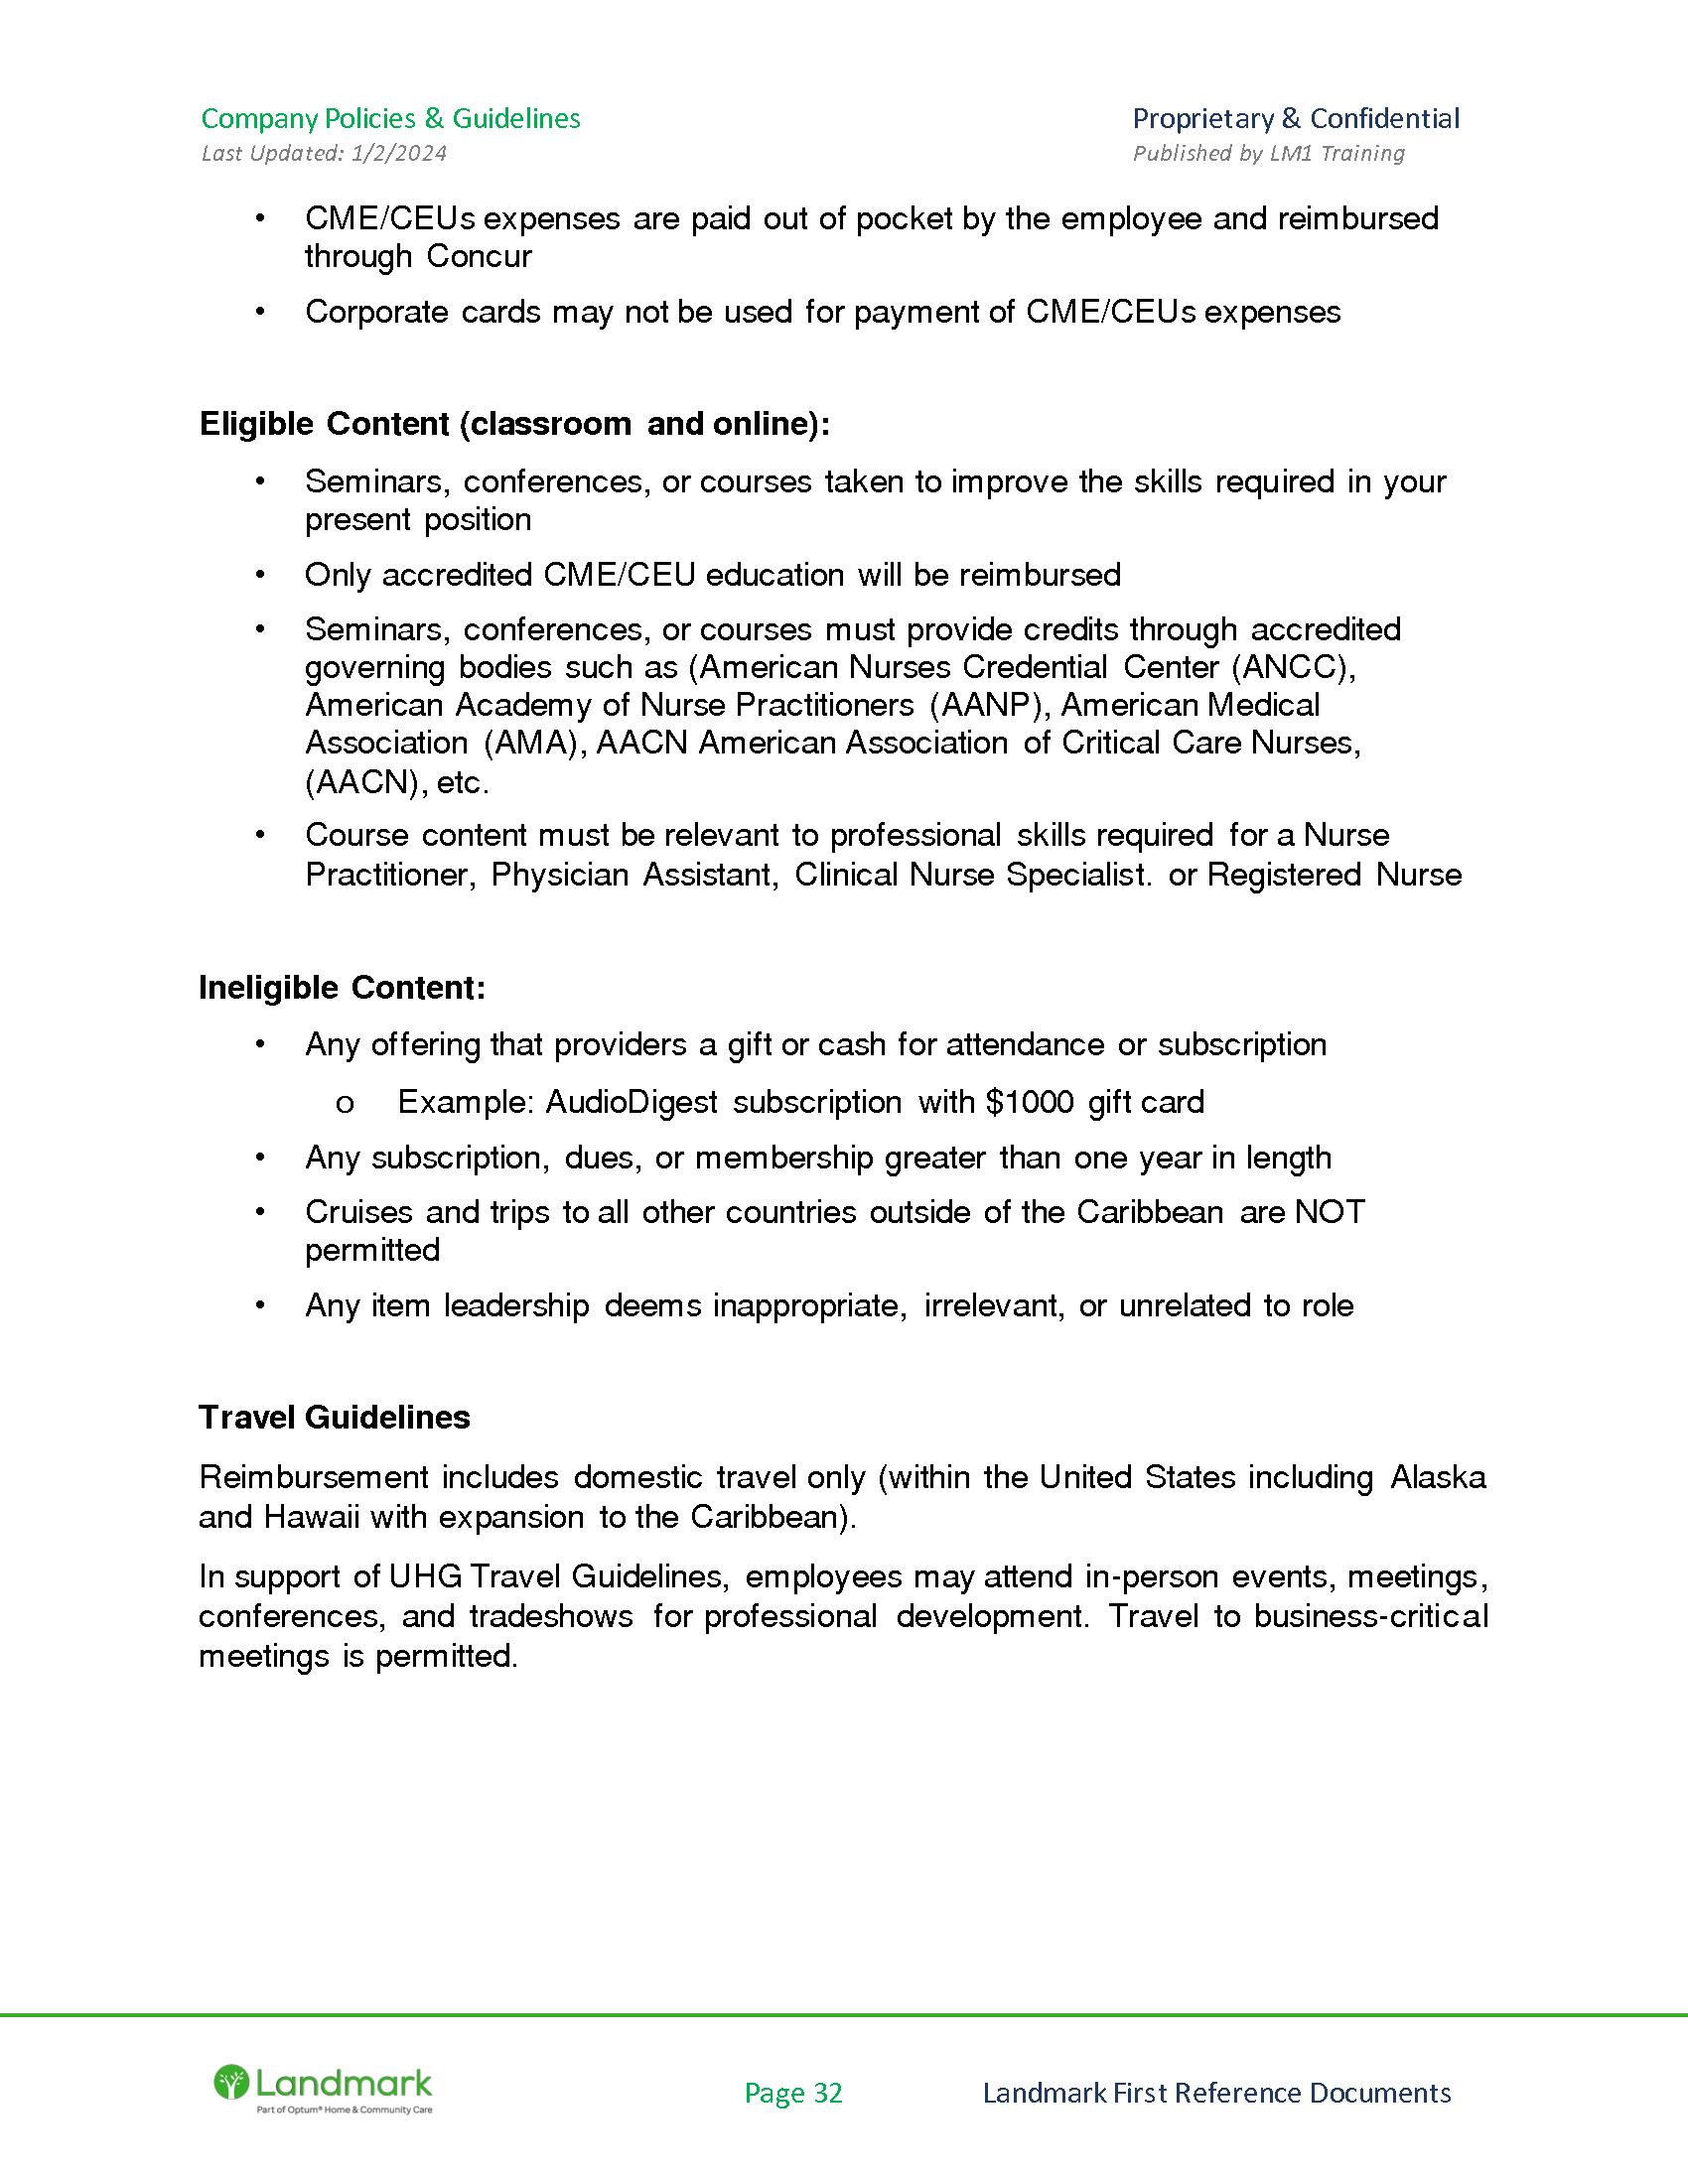 Company Policies & Guidelines
Proprietary & Confidential
Last Updated: 1/2/2024
Published by LM1 Training
• CME/CEUs expenses are paid out of pocket by the employee and reimbursed
through Concur
• Corporate cards may not be used for payment of CME/CEUs expenses
Eligible Content (classroom and online):
• Seminars, conferences, or courses taken to improve the skills required in your
present position
• Only accredited CME/CEU education will be reimbursed
• Seminars, conferences, or courses must provide credits through accredited
governing bodies such as (American Nurses Credential Center (ANCC),
American Academy of Nurse Practitioners (AANP), American Medical
Association (AMA), AACN American Association of Critical Care Nurses,
(AACN), etc.
• Course content must be relevant to professional skills required for a Nurse
Practitioner, Physician Assistant, Clinical Nurse Specialist. or Registered Nurse
Ineligible Content:
• Any offering that providers a gift or cash for attendance or subscription
o Example: AudioDigest subscription with $1000 gift card
• Any subscription, dues, or membership greater than one year in length
• Cruises and trips to all other countries outside of the Caribbean are NOT
permitted
• Any item leadership deems inappropriate, irrelevant, or unrelated to role
Travel Guidelines
Reimbursement includes domestic travel only (within the United States including Alaska
and Hawaii with expansion to the Caribbean).
In support of UHG Travel Guidelines, employees may attend in-person events, meetings,
conferences, and tradeshows for professional development. Travel to business-critical
meetings is permitted.
Landmark
Part of Optum® Home & Community Care
Page 32
Landmark First Reference Documents